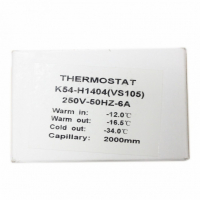 THERMOSTAT
K54-H1404(VS105)
250V-50HZ-6A
Warm in: -12.0℃
Warm out: -16.5℃
Cold out: -34.0℃
Capillary: 2000mm